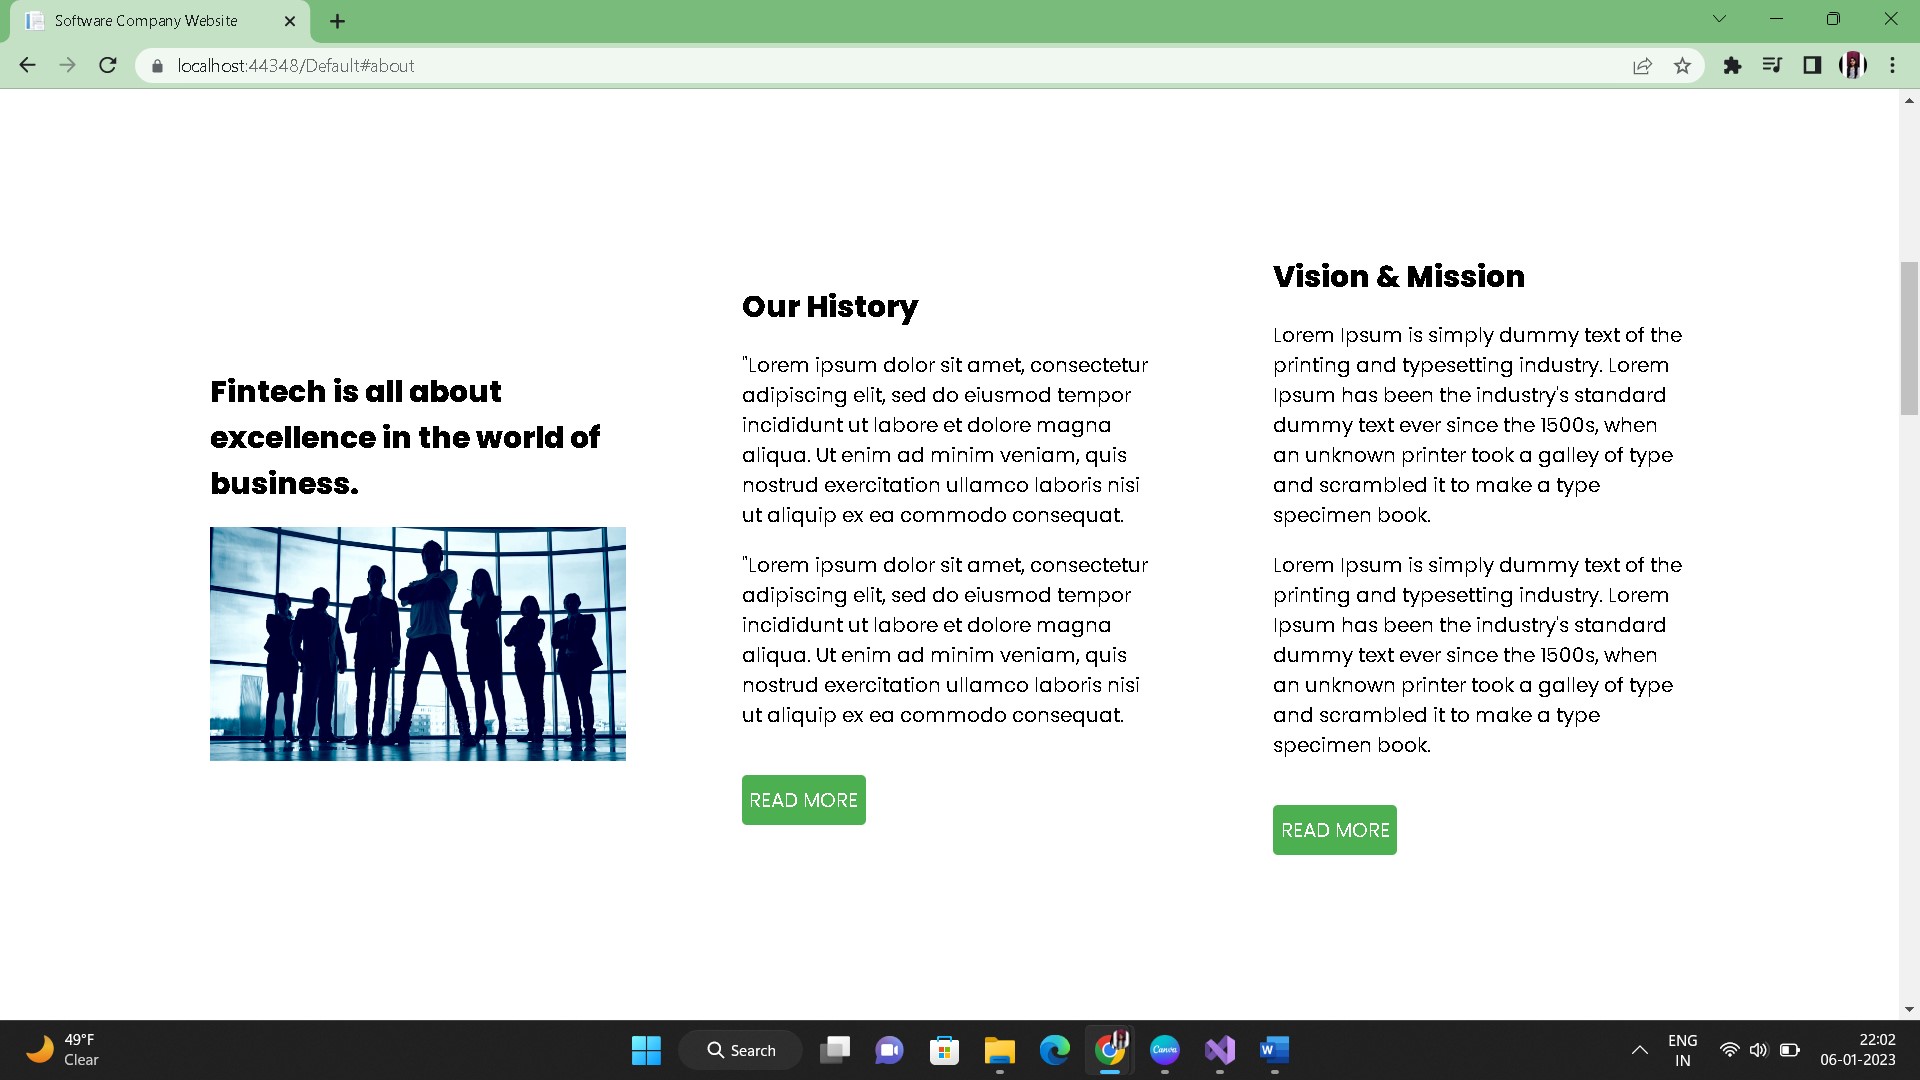 Software Company Website
localhost:44348/Default#about
Fintech is all about
excellence in the world of
business.
Our History
"Lorem ipsum dolor sit amet, consectetur
adipiscing elit, sed do eiusmod tempor
incididunt ut labore et dolore magna
aliqua. Ut enim ad minim veniam, quis
nostrud exercitation ullamco laboris nisi
ut aliquip ex ea commodo consequat.
"Lorem ipsum dolor sit amet, consectetur
adipiscing elit, sed do eiusmod tempor
incididunt ut labore et dolore magna
aliqua. Ut enim ad minim veniam, quis
nostrud exercitation ullamco laboris nisi
ut aliquip ex ea commodo consequat.
READ MORE
Vision & Mission
Lorem Ipsum is simply dummy text of the
printing and typesetting industry. Lorem
Ipsum has been the industry's standard
dummy text ever since the 1500s, when
an unknown printer took a galley of type
and scrambled it to make a type
specimen book.
Lorem Ipsum is simply dummy text of the
printing and typesetting industry. Lorem
Ipsum has been the industry's standard
dummy text ever since the 1500s, when
an unknown printer took a galley of type
and scrambled it to make a type
specimen book.
READ MORE
49°F
Clear
Search
Canva
W
ENG
IN
22:02
06-01-2023